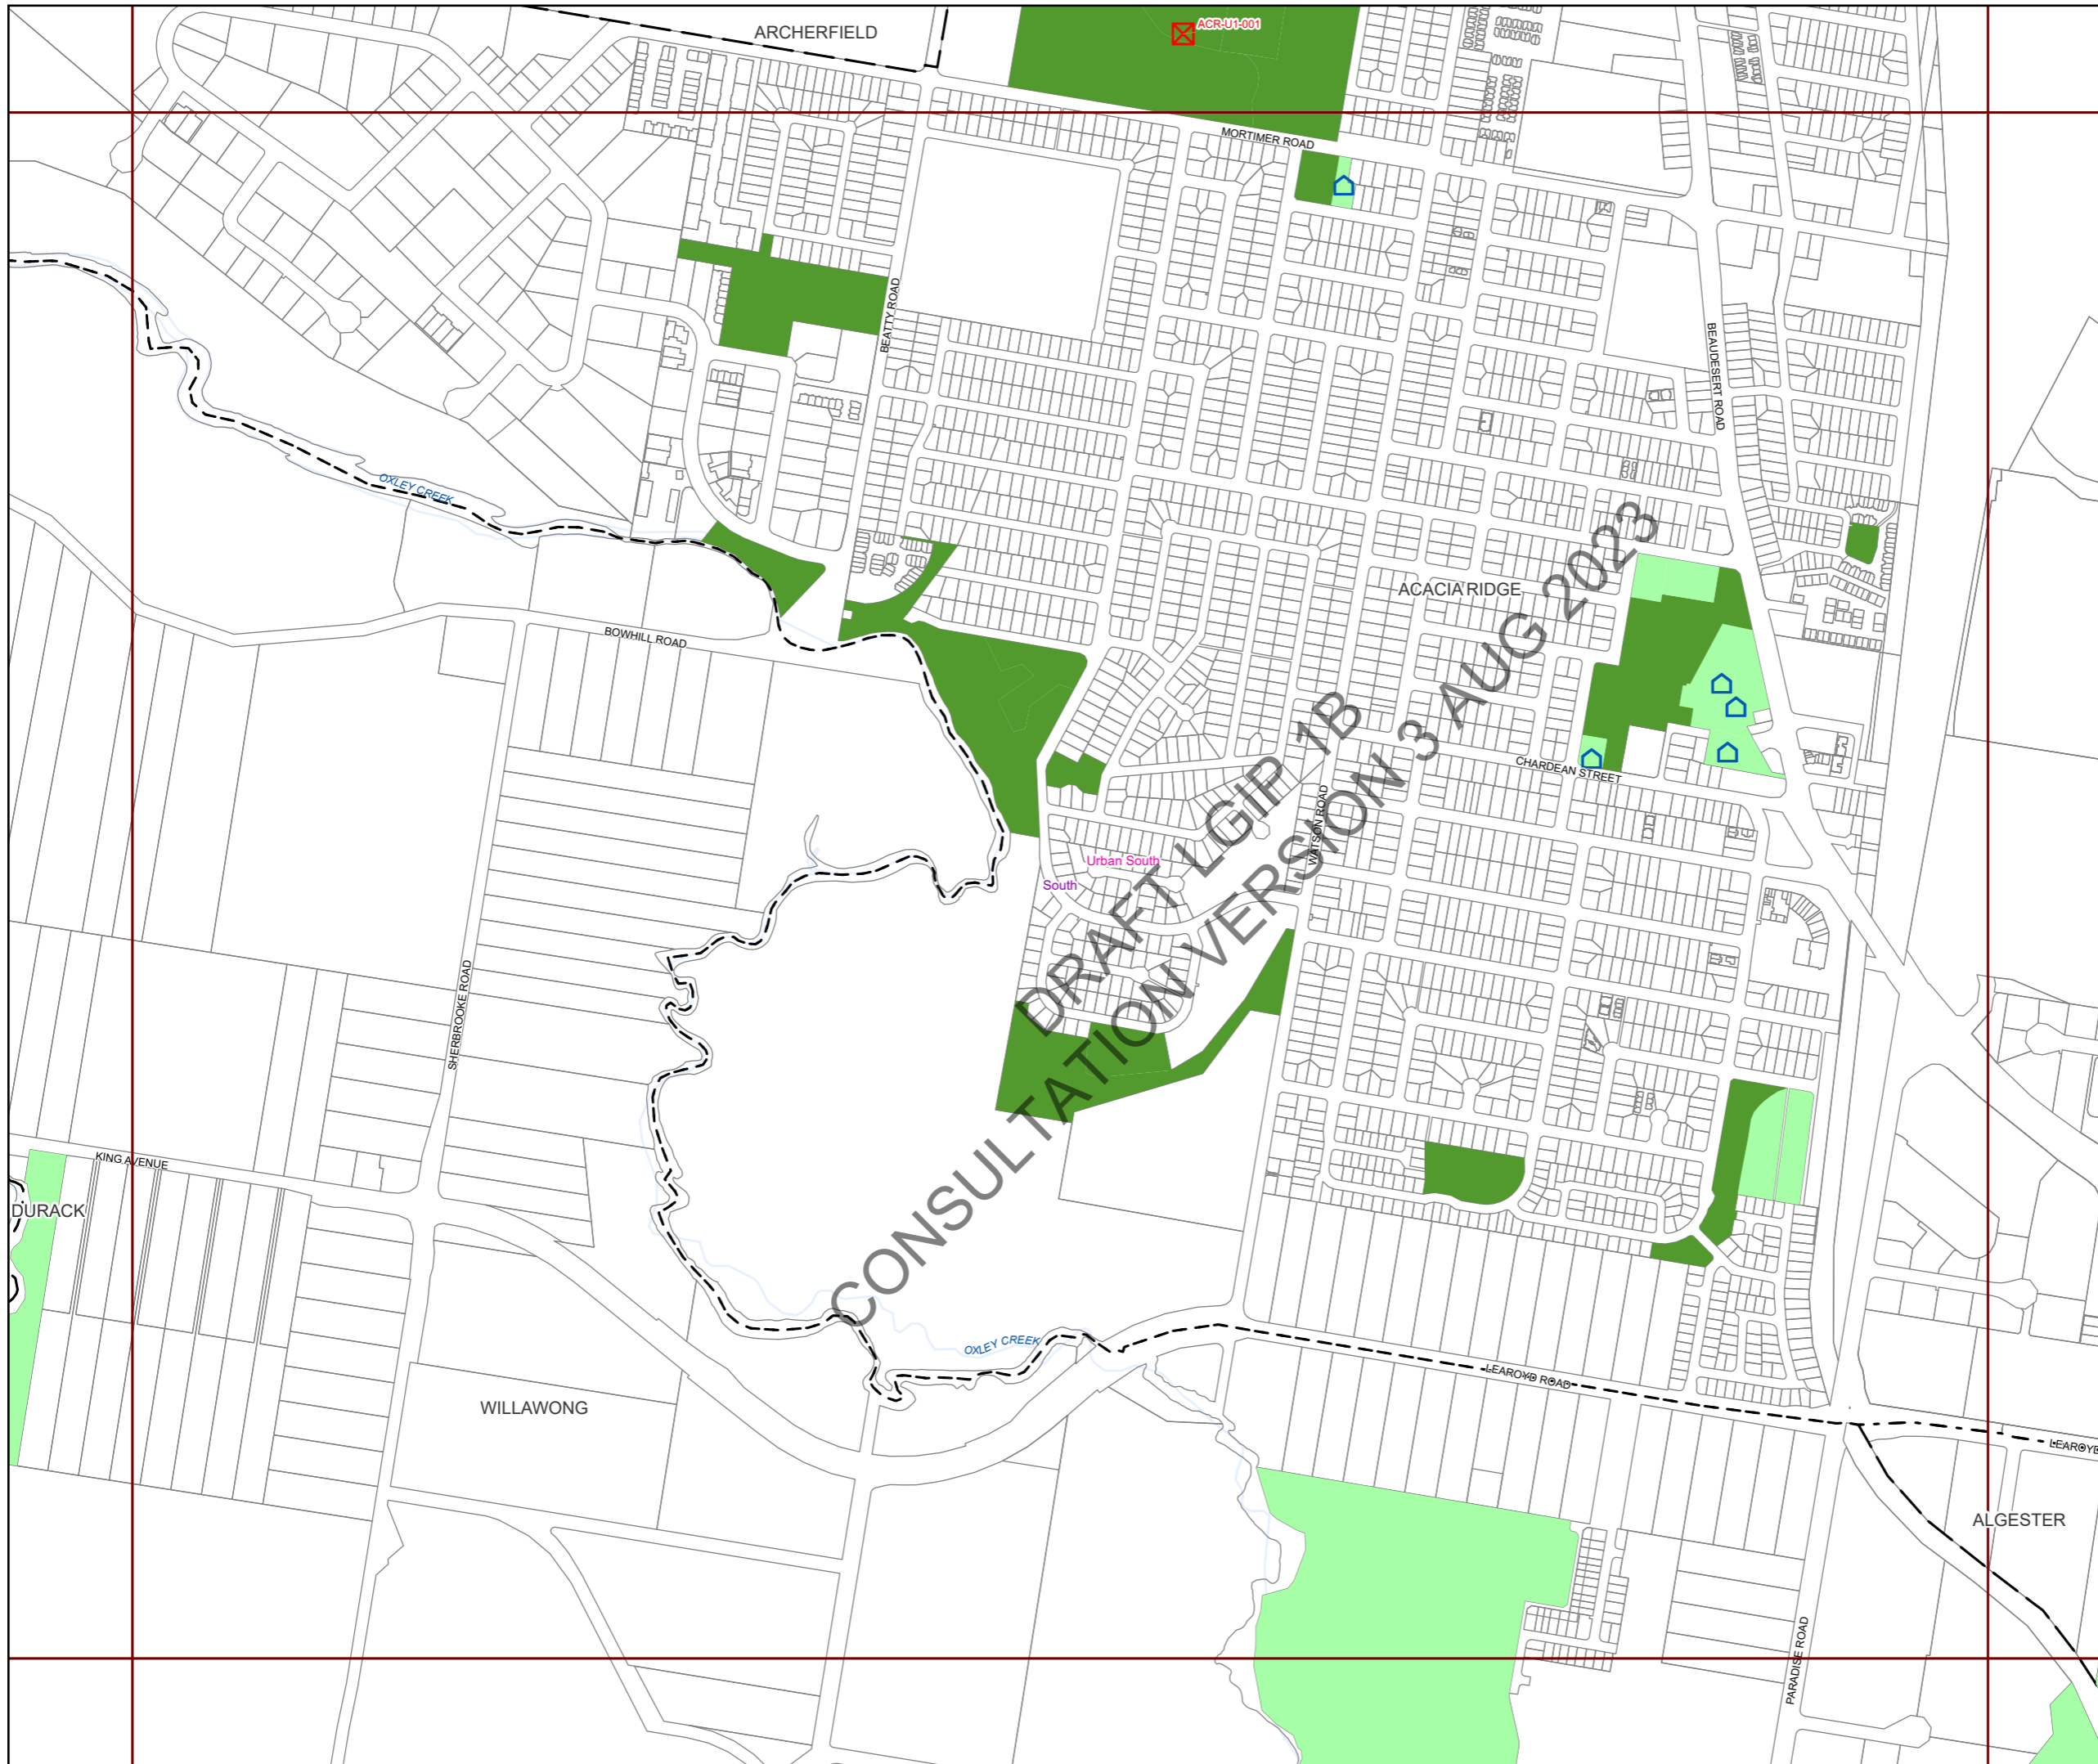 ARCHERFIELD
ACR-U1-001
MORTIMER ROAD
BEATTY ROAD
BEAUDESERT ROAD
OXLEY CREEK
ACACIA RIDGE
BOWHILL ROAD
CHARDEAN STREET
WATSON ROAD
Urban South
South
DRAFT LGIP 1B
CONSULTATION VERSION 3 AUG 2023
SHERBROOKE ROAD
KING AVENUE
DURACK
OXLEY CREEK
LEAROYD ROAD
WILLAWONG
LEAROYD
ALGESTER
PARADISE ROAD